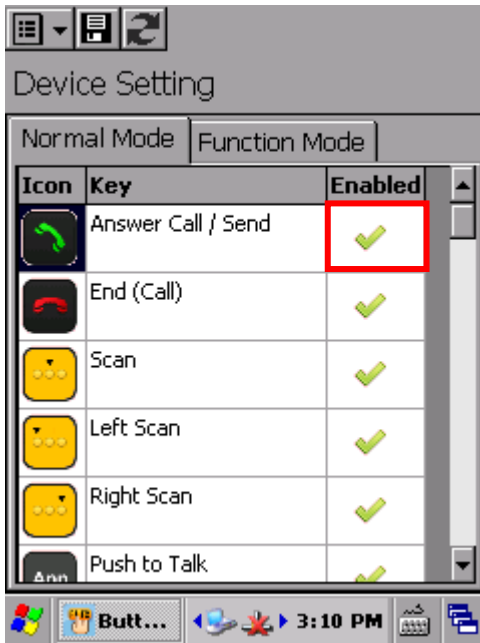 Device Setting
Normal Mode Function Mode
Icon Key Enabled
Answer Call / Send
End (Call)
Scan
Left Scan
Right Scan
App Push to Talk
Butt... 3:10 PM